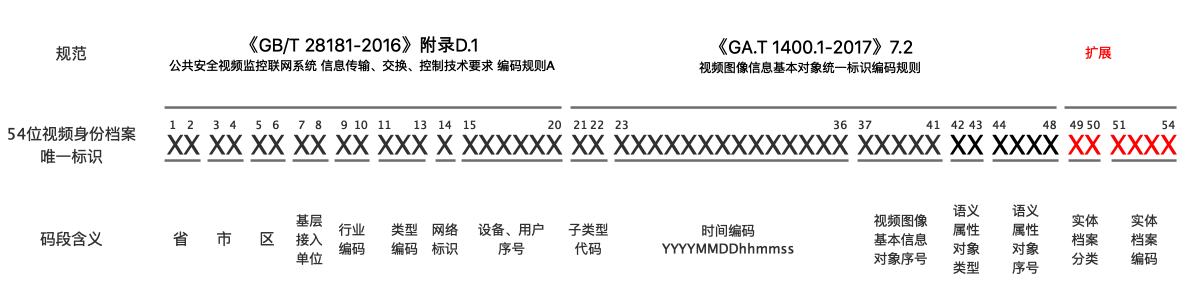 规范
《GB/T 28181-2016》附录D.1
公共安全视频监控联网系统 信息传输、交换、控制技术要求 编码规则A
《GA.T 1400.1-2017》7.2
视频图像信息基本对象统一标识编码规则
扩展
54位视频身份档案
唯一标识
1 2 3 4 5 6 7 8 9 10 11 13 14 15 20 21 22 23 36 37 41 42 43 44 48 49 50 51 54
XX XX XX XX XX XXX X XXXXXX XX XXXXXXXXXXXXXX XXXXX XX XXXX XX XXXX
码段含义
省
市
区
基层
接入
单位
行业
编码
类型
编码
网络
标识
设备、用户
序号
子类型
代码
时间编码
YYYYMMDDhhmmss
视频图像
基本信息
对象序号
语义
属性
对象
类型
语义
属性
对象
序号
实体
档案
分类
实体
档案
编码